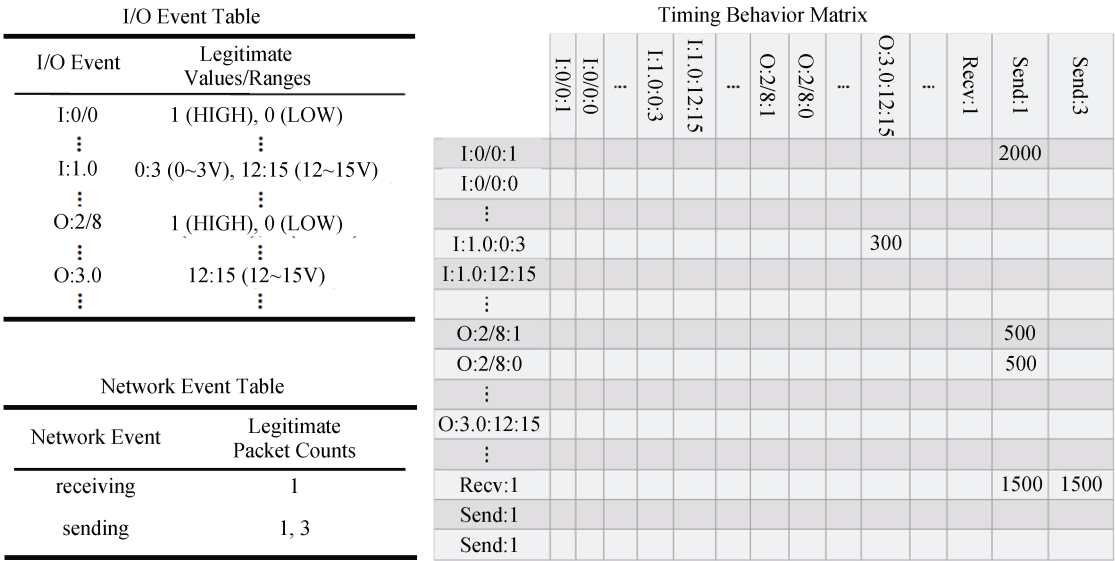 I/O Event Table
I/O Event
Legitimate
Values/Ranges
I:0/0 1 (HIGH), 0 (LOW)
⋮ ⋮
I:1.0 0:3 (0~3V), 12:15 (12~15V)
⋮ ⋮
O:2/8 1 (HIGH), 0 (LOW)
⋮ ⋮
O:3.0 12:15 (12~15V)
⋮ ⋮
Network Event Table
Network Event
Legitimate
Packet Counts
receiving 1
sending 1, 3
Timing Behavior Matrix
I:0/0:1 I:0/0:0 ... I:1.0:0:3 I:1.0:12:15 ... O:2/8:1 O:2/8:0 ... O:3.0:12:15 ... Recv:1 Send:1 Send:3
I:0/0:1 2000
I:0/0:0
⋮
I:1.0:0:3 300
I:1.0:12:15
⋮
O:2/8:1 500
O:2/8:0 500
⋮
O:3.0:12:15
⋮
Recv:1 1500 1500
Send:1
Send:1